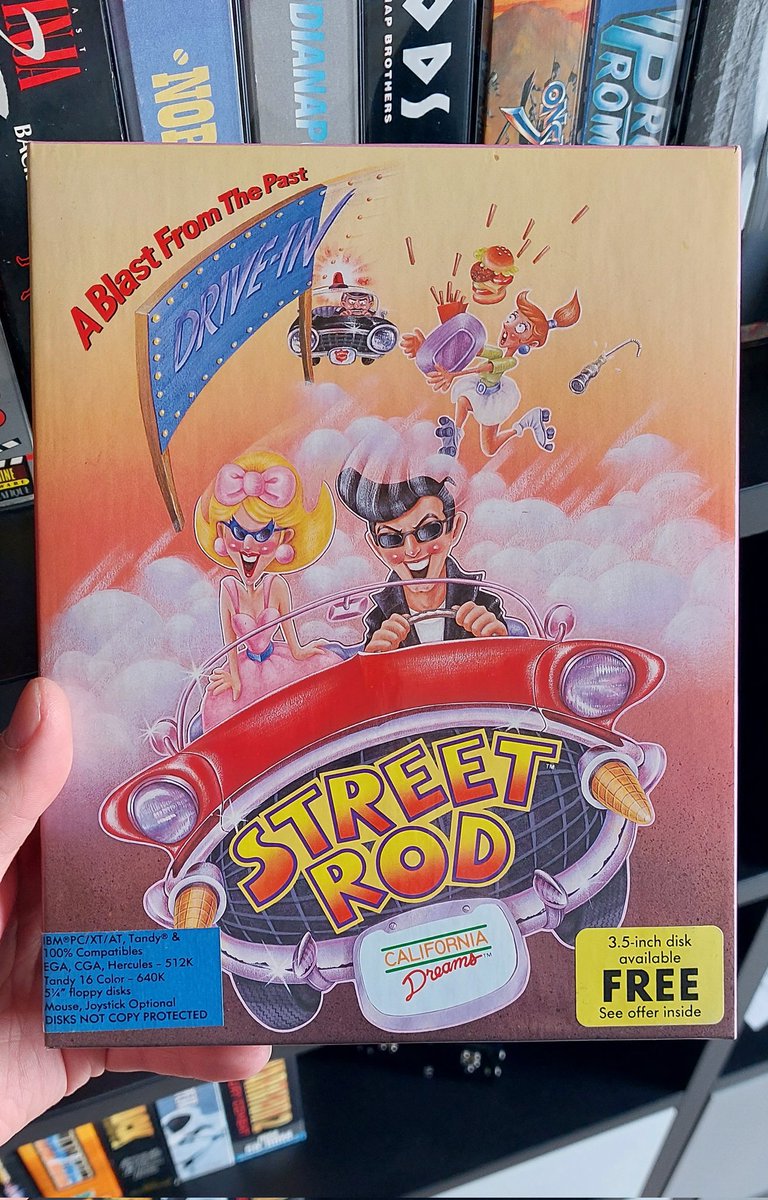 A Blast From The Past
DRIVE-IN
STREET
ROD
TM
CALIFORNIA
Dreams™
IBM®PC/XT/AT, Tandy® &
100% Compatibles
EGA, CGA, Hercules – 512K
Tandy 16 Color – 640K
5¼" floppy disks
Mouse, Joystick Optional
DISKS NOT COPY PROTECTED
3.5-inch disk
available
FREE
See offer inside